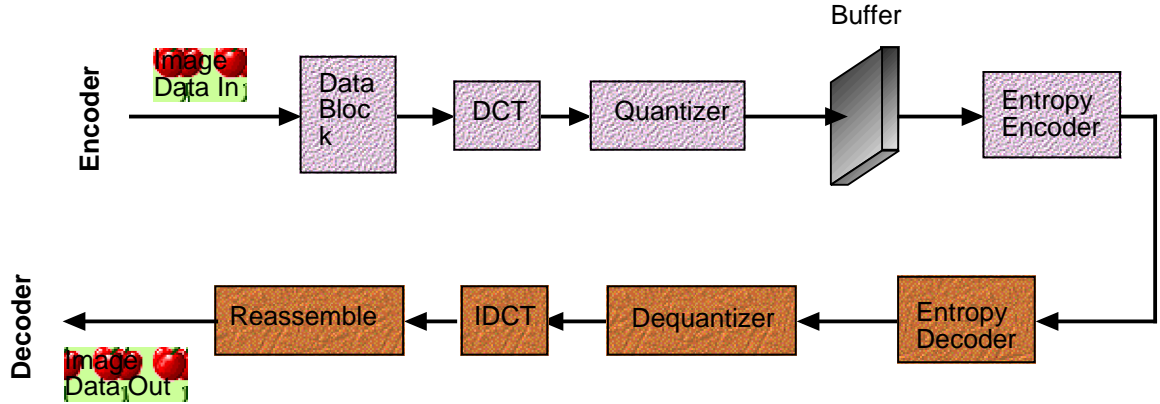 Buffer
Encoder
Image
Data In
Data
Bloc
k
DCT
Quantizer
Entropy
Encoder
Decoder
Reassemble
IDCT
Dequantizer
Entropy
Decoder
Image
Data Out